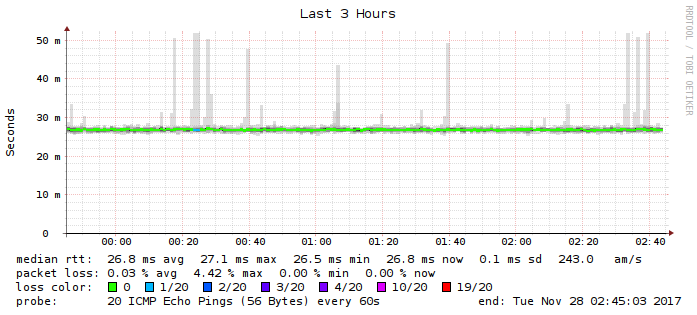 Last 3 Hours
RRDTOOL / TOBI OETIKER
Seconds
50 m
40 m
30 m
20 m
10 m
0
00:00 00:20 00:40 01:00 01:20 01:40 02:00 02:20 02:40
median rtt: 26.8 ms avg 27.1 ms max 26.5 ms min 26.8 ms now 0.1 ms sd 243.0 am/s
packet loss: 0.03 % avg 4.42 % max 0.00 % min 0.00 % now
loss color: 0 1/20 2/20 3/20 4/20 10/20 19/20
probe: 20 ICMP Echo Pings (56 Bytes) every 60s end: Tue Nov 28 02:45:03 2017